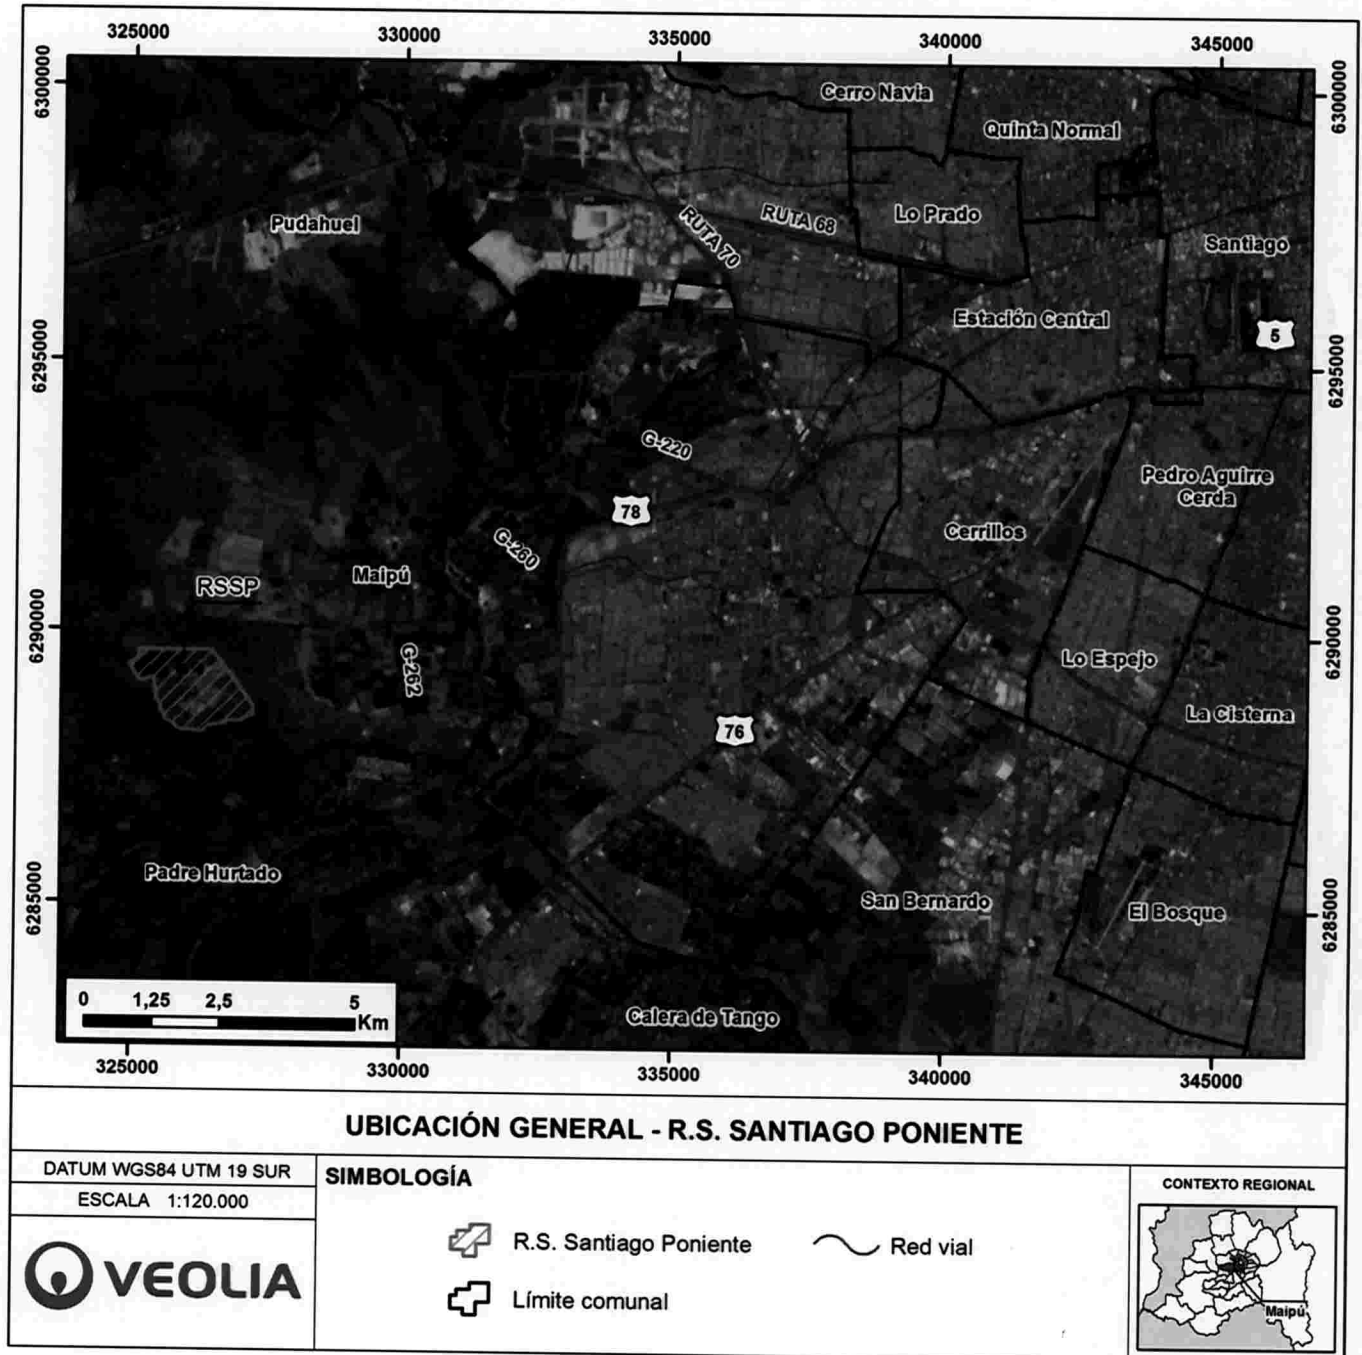 325000
330000
335000
340000
345000
6300000
6300000
Cerro Navia
Quinta Normal
Pudahuel
RUTA 70
RUTA 68
Lo Prado
Santiago
Estación Central
5
6295000
6295000
G-220
Pedro Aguirre
Cerda
78
G-260
Cerrillos
RSSP
Maipú
6290000
6290000
G-262
Lo Espejo
La Cisterna
76
Padre Hurtado
San Bernardo
El Bosque
6285000
6285000
0 1,25 2,5 5
Km
Calera de Tango
325000
330000
335000
340000
345000
UBICACIÓN GENERAL - R.S. SANTIAGO PONIENTE
DATUM WGS84 UTM 19 SUR
ESCALA 1:120.000
VEOLIA
SIMBOLOGÍA
R.S. Santiago Poniente
Red vial
Límite comunal
CONTEXTO REGIONAL
Maipú